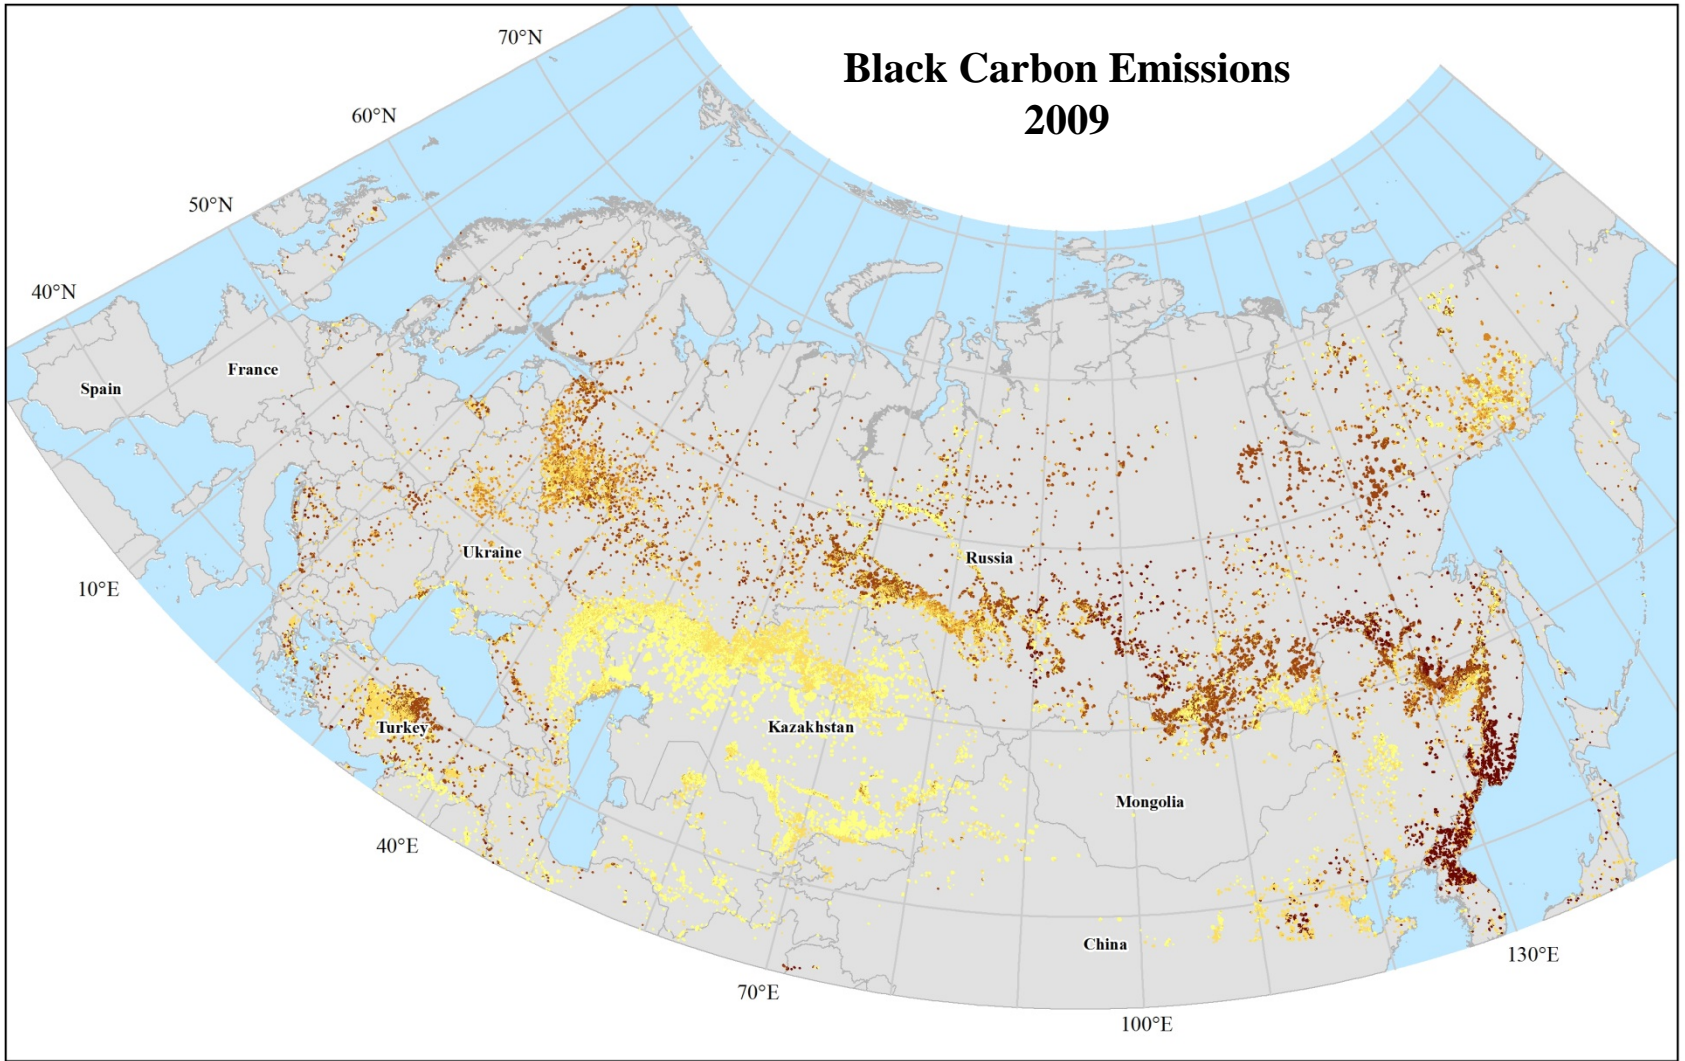 Black Carbon Emissions
2009
70°N
60°N
50°N
40°N
Spain
France
Ukraine
Russia
10°E
Turkey
Kazakhstan
Mongolia
40°E
China
130°E
70°E
100°E